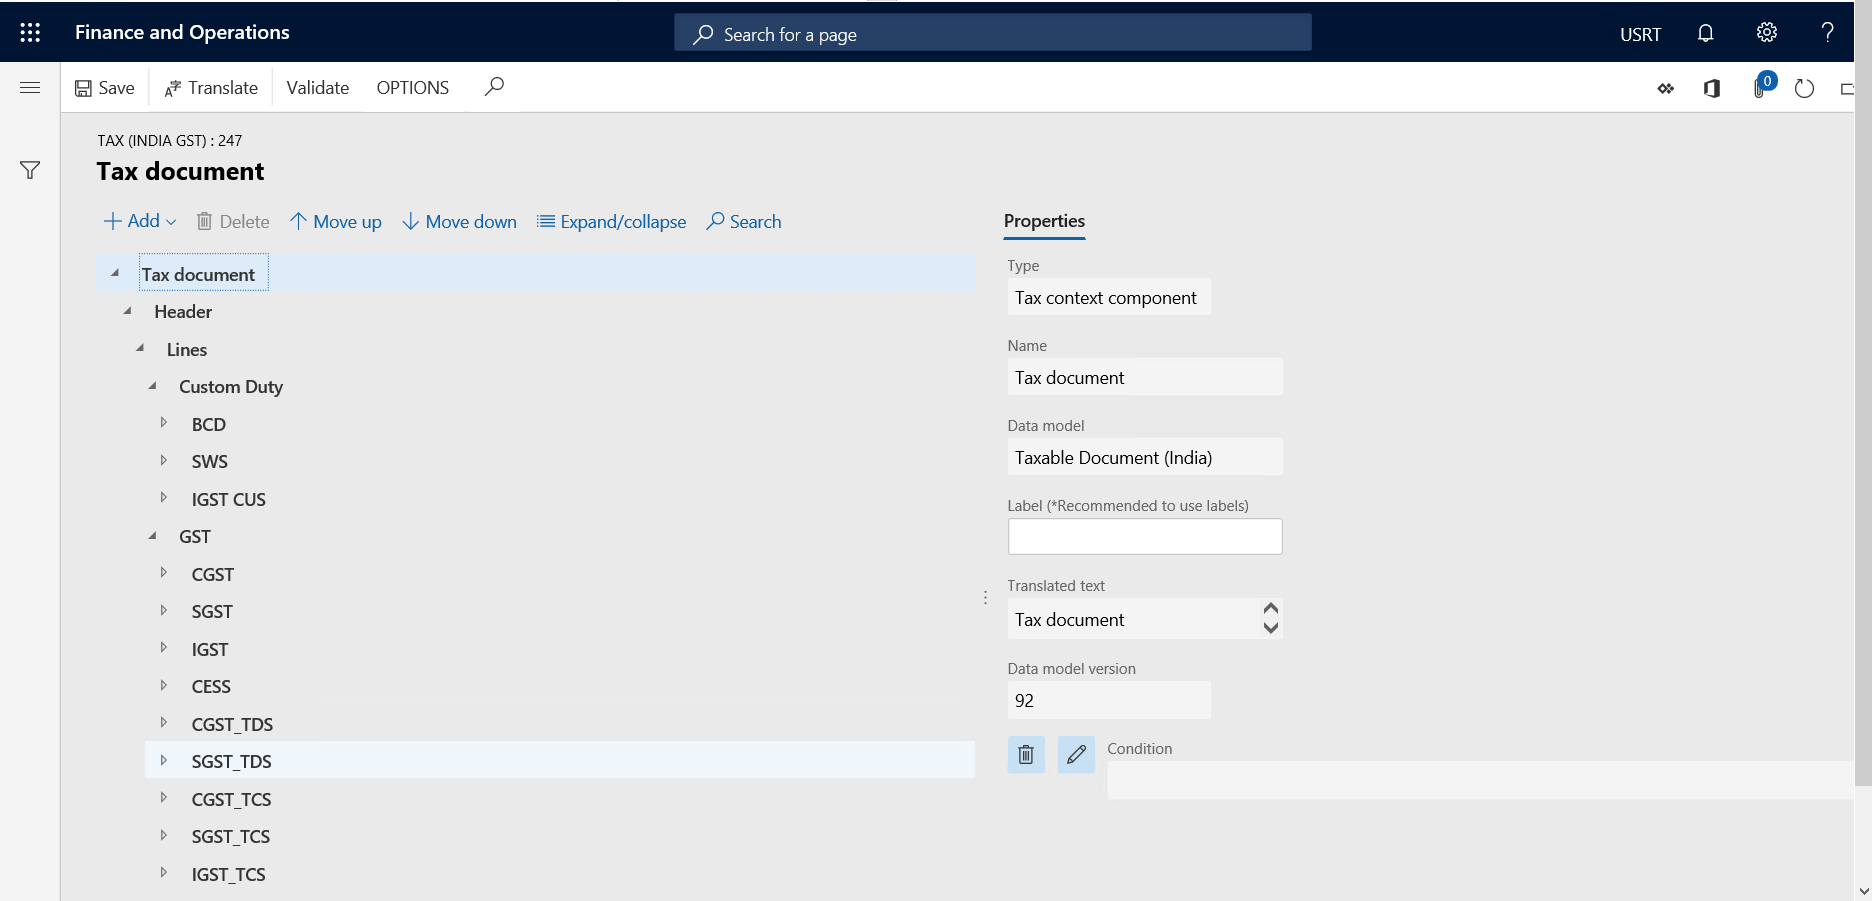 Finance and Operations
Search for a page
USRT
?
Save
Translate
Validate
OPTIONS
0
TAX (INDIA GST) : 247
Tax document
Add
Delete
Move up
Move down
Expand/collapse
Search
Tax document
Header
Lines
Custom Duty
BCD
SWS
IGST CUS
GST
CGST
SGST
IGST
CESS
CGST_TDS
SGST_TDS
CGST_TCS
SGST_TCS
IGST_TCS
Properties
Type
Tax context component
Name
Tax document
Data model
Taxable Document (India)
Label (*Recommended to use labels)
Translated text
Tax document
Data model version
92
Condition